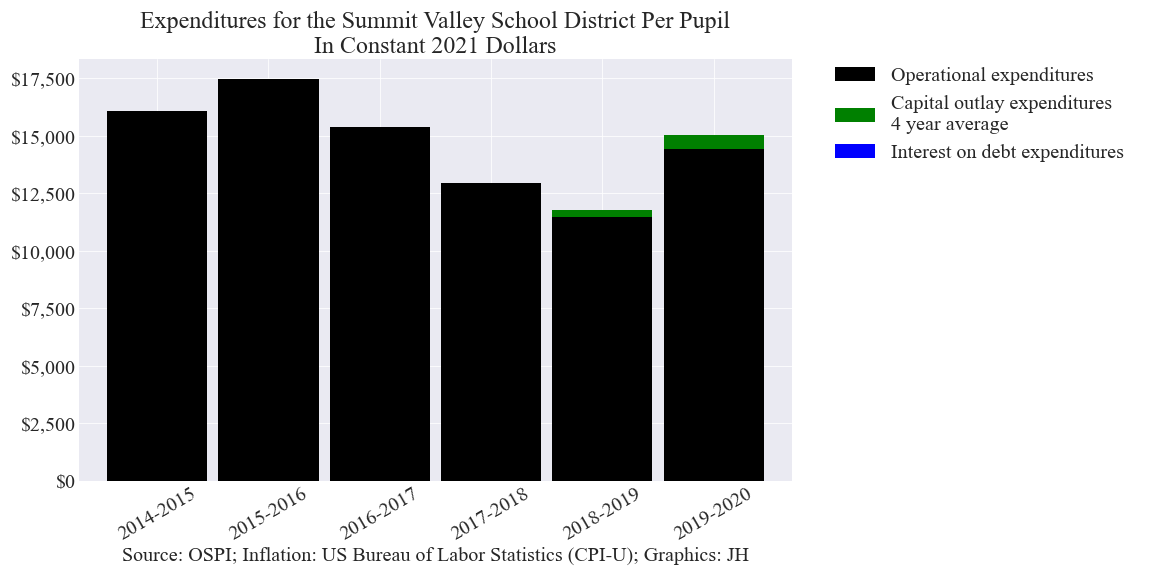 Expenditures for the Summit Valley School District Per Pupil
In Constant 2021 Dollars
$17,500
$15,000
$12,500
$10,000
$7,500
$5,000
$2,500
$0
2014-2015
2015-2016
2016-2017
2017-2018
2018-2019
2019-2020
Source: OSPI; Inflation: US Bureau of Labor Statistics (CPI-U); Graphics: JH
Operational expenditures
Capital outlay expenditures
4 year average
Interest on debt expenditures